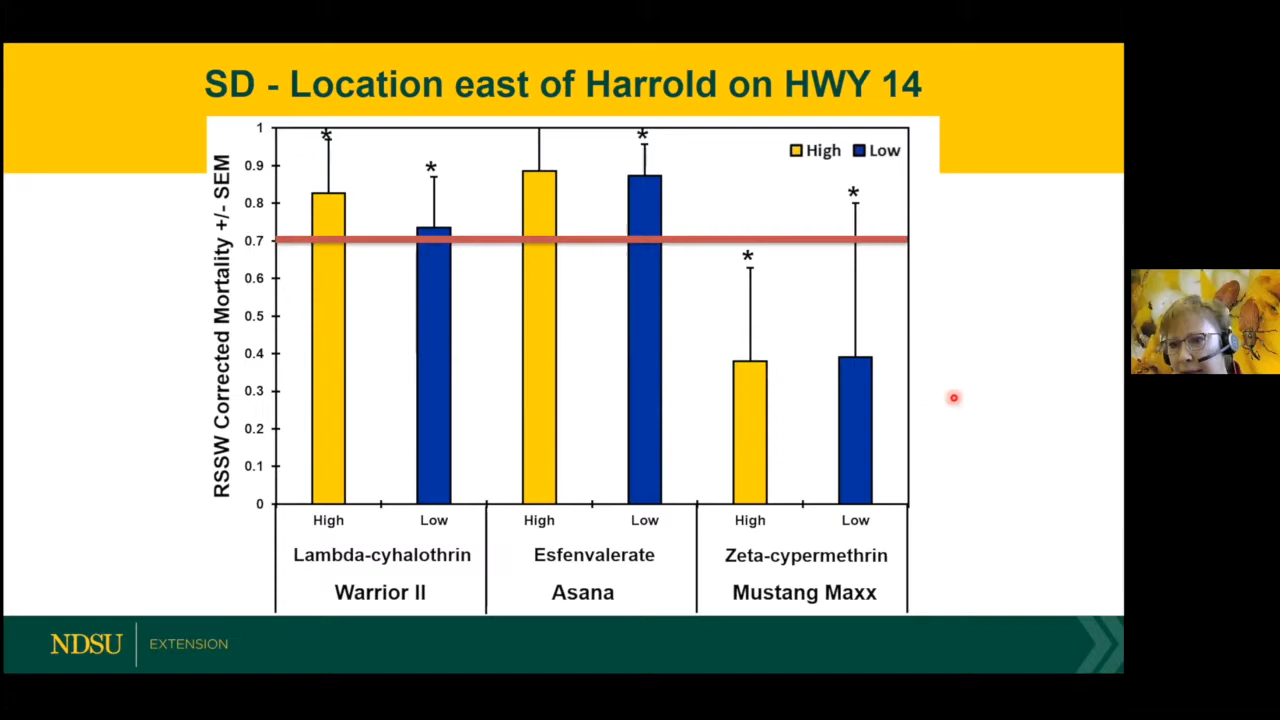 SD - Location east of Harrold on HWY 14
RSSW Corrected Mortality +/- SEM
1
0.9
0.8
0.7
0.6
0.5
0.4
0.3
0.2
0.1
0
High Low
* * * * *
High Low High Low High Low
Lambda-cyhalothrin Esfenvalerate Zeta-cypermethrin
Warrior II Asana Mustang Maxx
NDSU EXTENSION